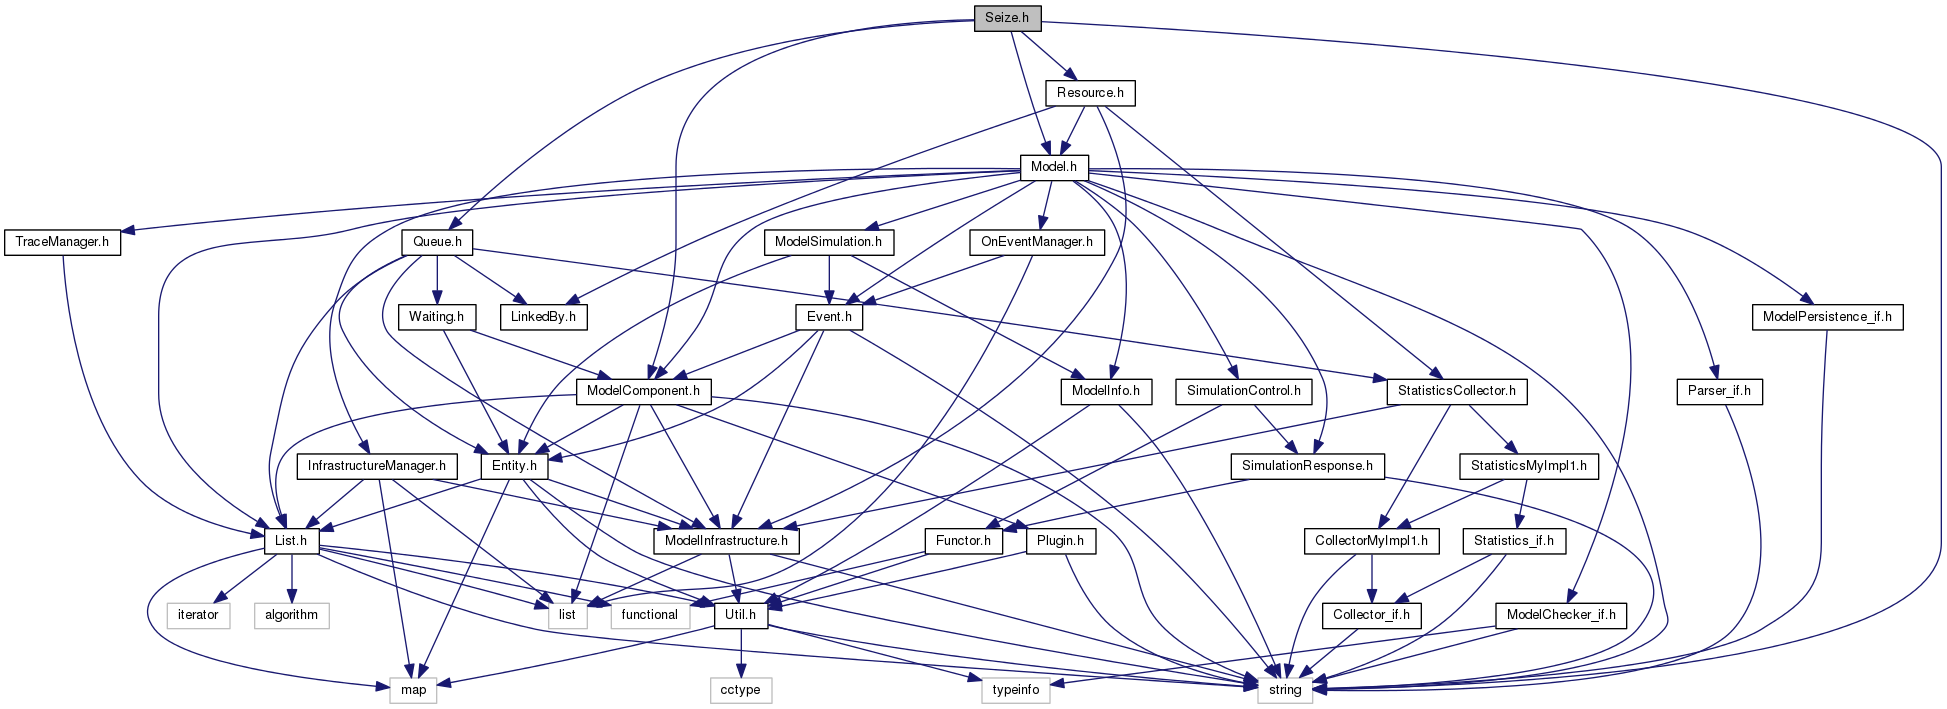 Seize.h
Resource.h
Model.h
TraceManager.h
Queue.h
ModelSimulation.h
OnEventManager.h
Waiting.h
LinkedBy.h
Event.h
ModelPersistence_if.h
ModelComponent.h
ModelInfo.h
SimulationControl.h
StatisticsCollector.h
Parser_if.h
InfrastructureManager.h
Entity.h
SimulationResponse.h
StatisticsMyImpl1.h
List.h
ModelInfrastructure.h
Functor.h
Plugin.h
CollectorMyImpl1.h
Statistics_if.h
iterator
algorithm
list
functional
Util.h
Collector_if.h
ModelChecker_if.h
map
cctype
typeinfo
string